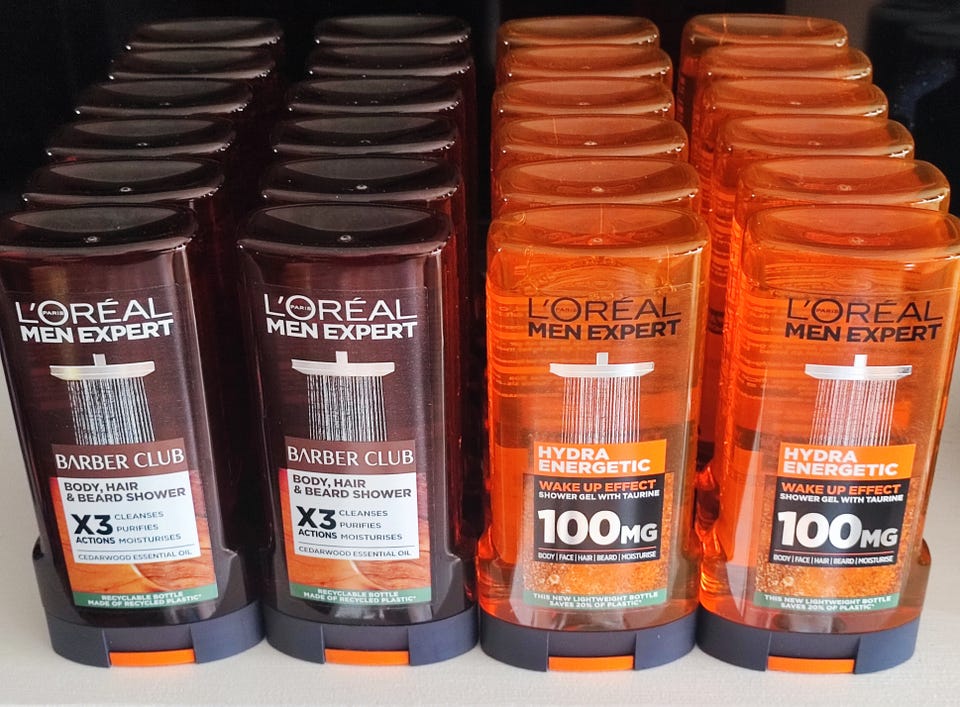 L'ORÉAL
PARIS
MEN EXPERT
BARBER CLUB
BODY, HAIR
& BEARD SHOWER
X3
ACTIONS
CLEANSES
PURIFIES
MOISTURISES
CEDARWOOD ESSENTIAL OIL
RECYCLABLE BOTTLE
MADE OF RECYCLED PLASTIC*
L'ORÉAL
PARIS
MEN EXPERT
BARBER CLUB
BODY, HAIR
& BEARD SHOWER
X3
ACTIONS
CLEANSES
PURIFIES
MOISTURISES
CEDARWOOD ESSENTIAL OIL
RECYCLABLE BOTTLE
MADE OF RECYCLED PLASTIC*
L'ORÉAL
PARIS
MEN EXPERT
HYDRA
ENERGETIC
WAKE UP EFFECT
SHOWER GEL WITH TAURINE
100MG
BODY | FACE | HAIR | BEARD | MOISTURISE
THIS NEW LIGHTWEIGHT BOTTLE
SAVES 20% OF PLASTIC*
L'ORÉAL
PARIS
MEN EXPERT
HYDRA
ENERGETIC
WAKE UP EFFECT
SHOWER GEL WITH TAURINE
100MG
BODY | FACE | HAIR | BEARD | MOISTURISE
THIS NEW LIGHTWEIGHT BOTTLE
SAVES 20% OF PLASTIC*